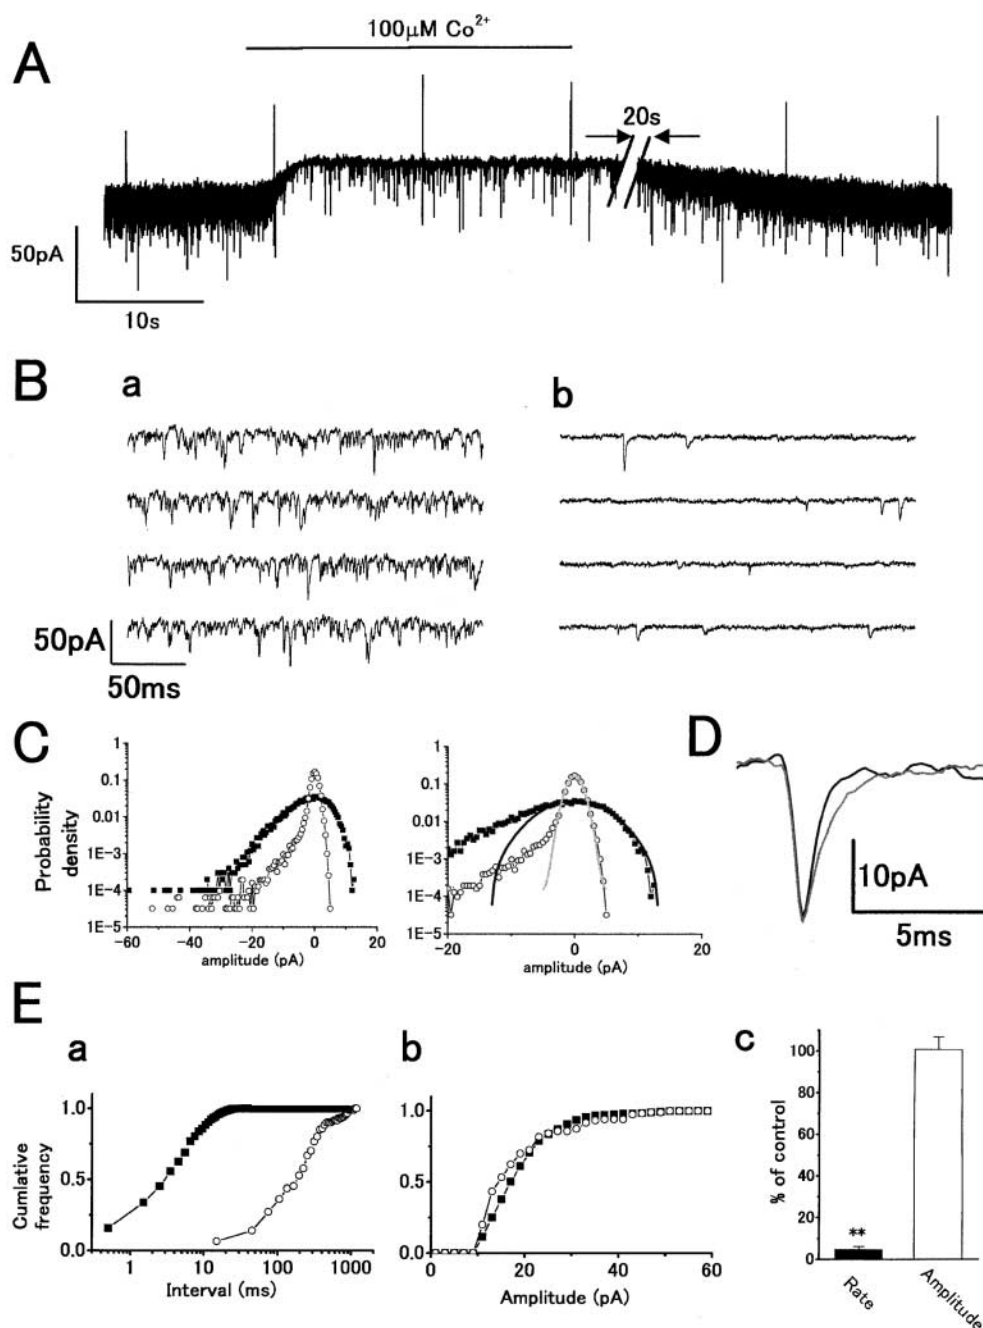 A
100μM Co2+
20s
50pA
10s
B
a
b
50pA
50ms
C
D
Probability
density
1
0.1
0.01
1E-3
1E-4
1E-5
-60
-40
-20
0
20
amplitude (pA)
1
0.1
0.01
1E-3
1E-4
1E-5
-20
-10
0
10
20
amplitude (pA)
10pA
5ms
E
a
b
c
Cumlative
frequency
1.0
0.5
0.0
1
10
100
1000
Interval (ms)
1.0
0.5
0.0
0
20
40
60
Amplitude (pA)
% of control
100
80
60
40
20
0
**
Rate
Amplitude